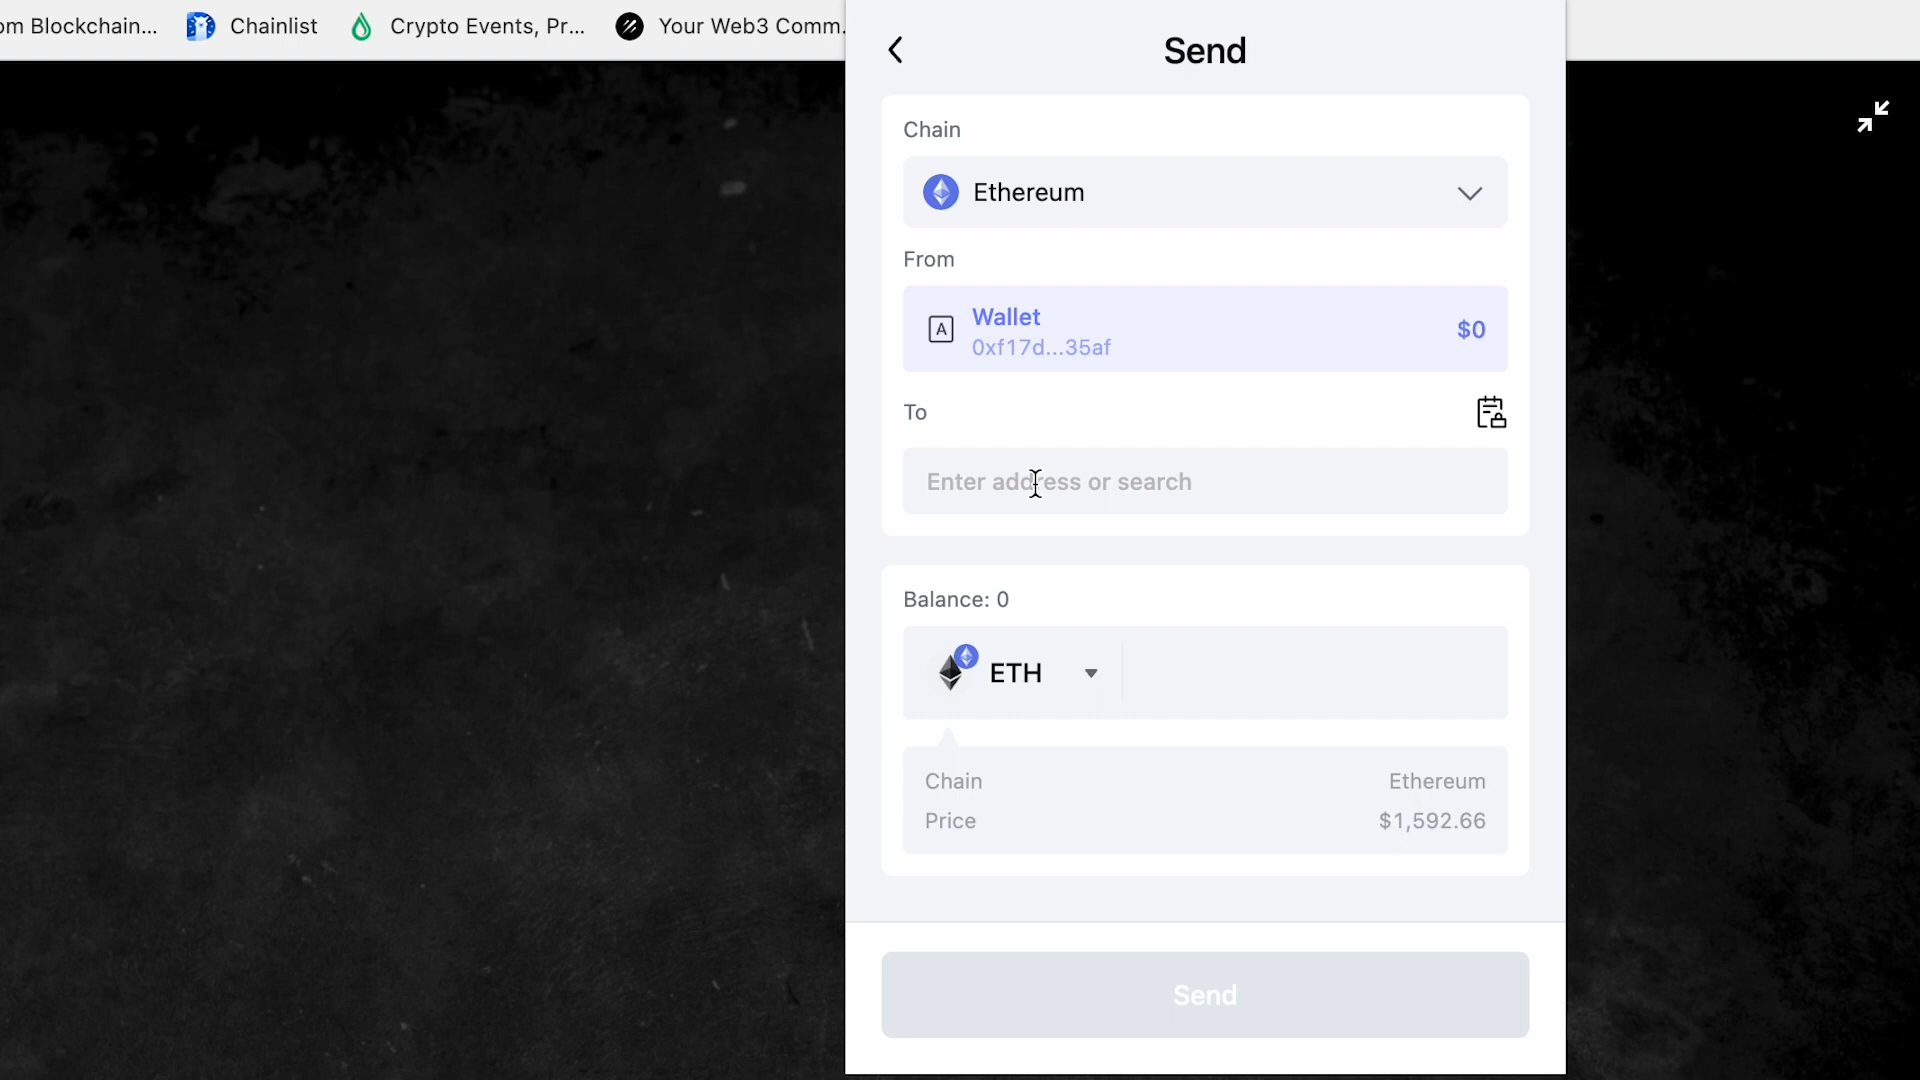 om Blockchain...
Chainlist
Crypto Events, Pr...
Your Web3 Comm.
Send
Chain
Ethereum
From
A
Wallet
0xf17d...35af
$0
To
Enter address or search
Balance: 0
ETH
Chain
Ethereum
Price
$1,592.66
Send